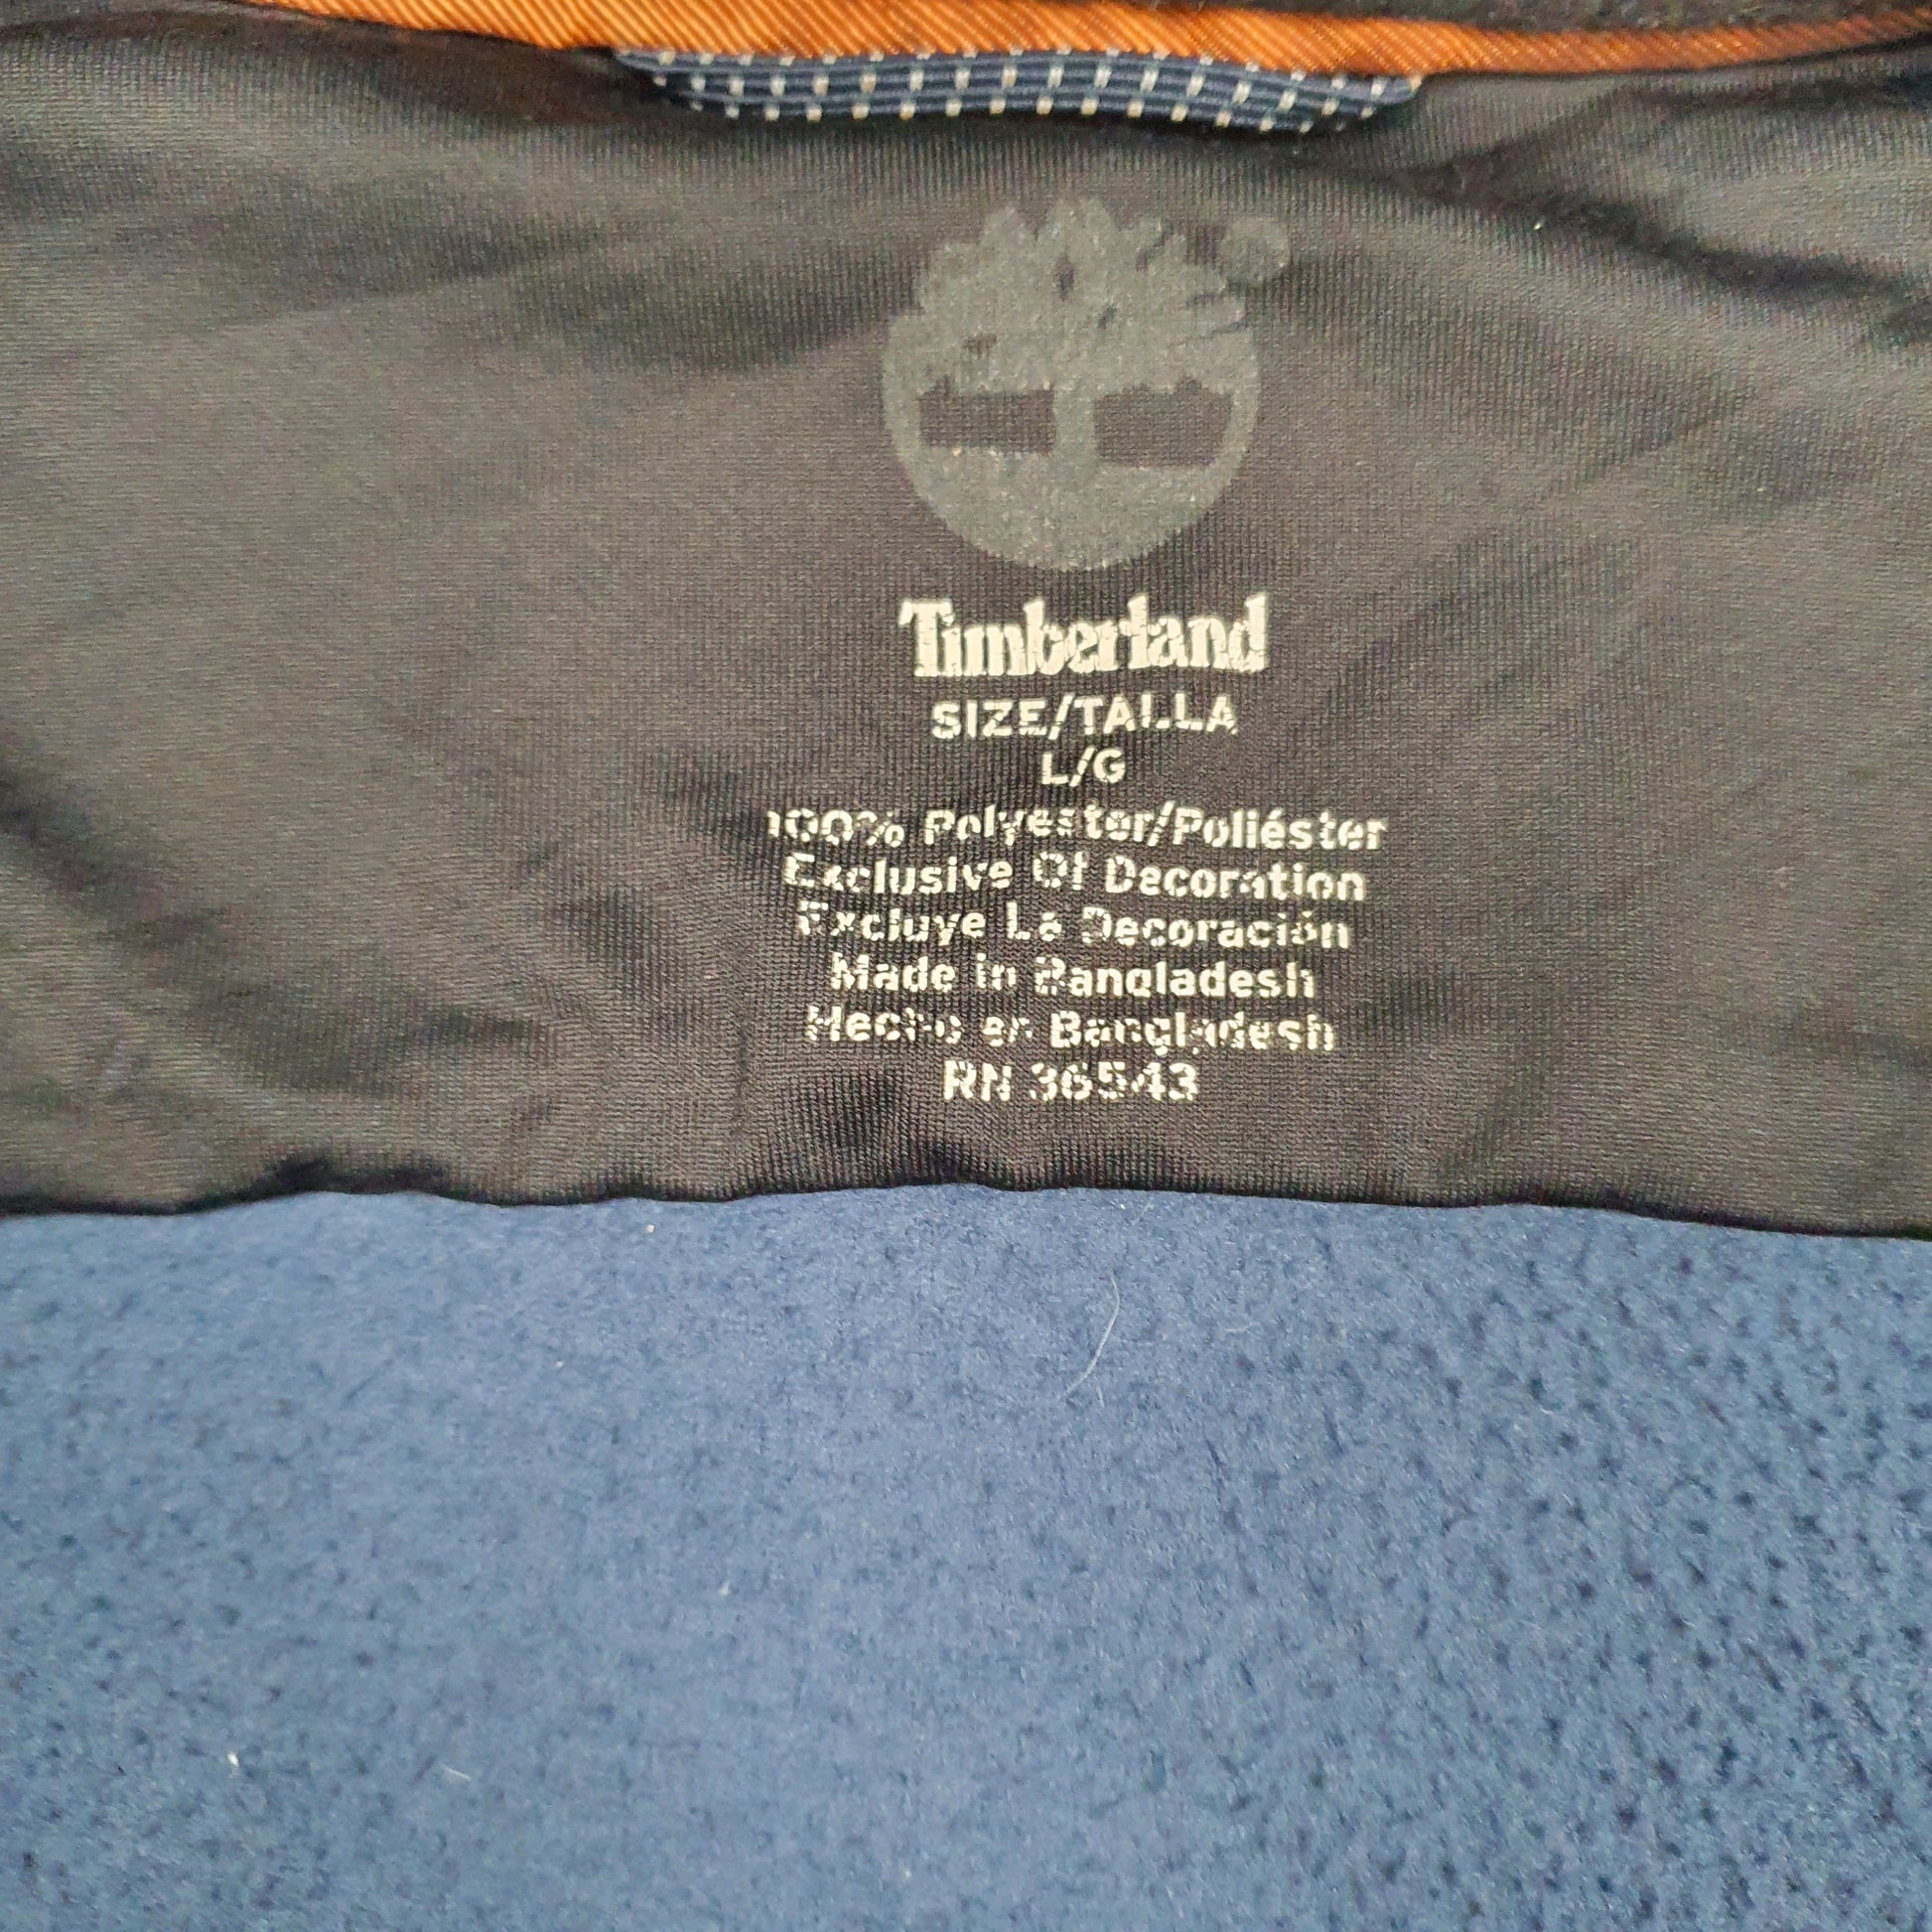 Timberland
SIZE/TALLA
L/G
100% Polyester/Poliéster
Exclusive Of Decoration
Excluye La Decoración
Made in Bangladesh
Hecho en Bangladesh
RN 36543